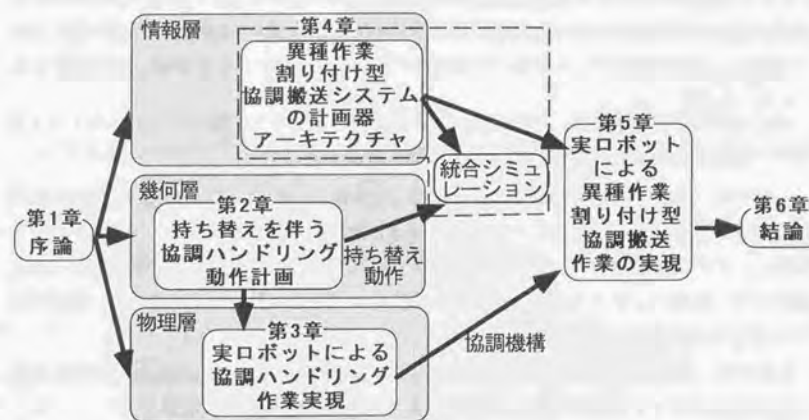 情報層
第4章
異種作業
割り付け型
協調搬送システム
の計画器
アーキテクチャ
統合シミュ
レーション
第1章
序論
幾何層
第2章
持ち替えを伴う
協調ハンドリング
動作計画
持ち替え
動作
物理層
第3章
実ロボットによる
協調ハンドリング
作業実現
協調機構
第5章
実ロボット
による
異種作業
割り付け型
協調搬送
作業の実現
第6章
結論